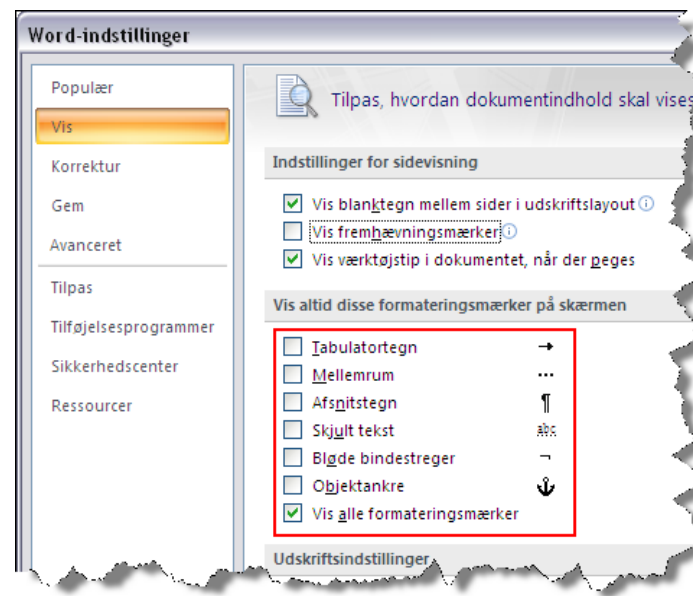 Word-indstillinger
Populær
Vis
Korrektur
Gem
Avanceret
Tilpas
Tilføjelsesprogrammer
Sikkerhedscenter
Ressourcer
Tilpas, hvordan dokumentindhold skal vises
Indstillinger for sidevisning
Vis blanktegn mellem sider i udskriftslayout
Vis fremhævningsmærker
Vis værktøjstip i dokumentet, når der peges
Vis altid disse formateringsmærker på skærmen
Tabulatortegn →
Mellemrum ...
Afsnitstegn ¶
Skjult tekst abc
Bløde bindestreger ¬
Objektankre
Vis alle formateringsmærker
Udskriftsindstillinger